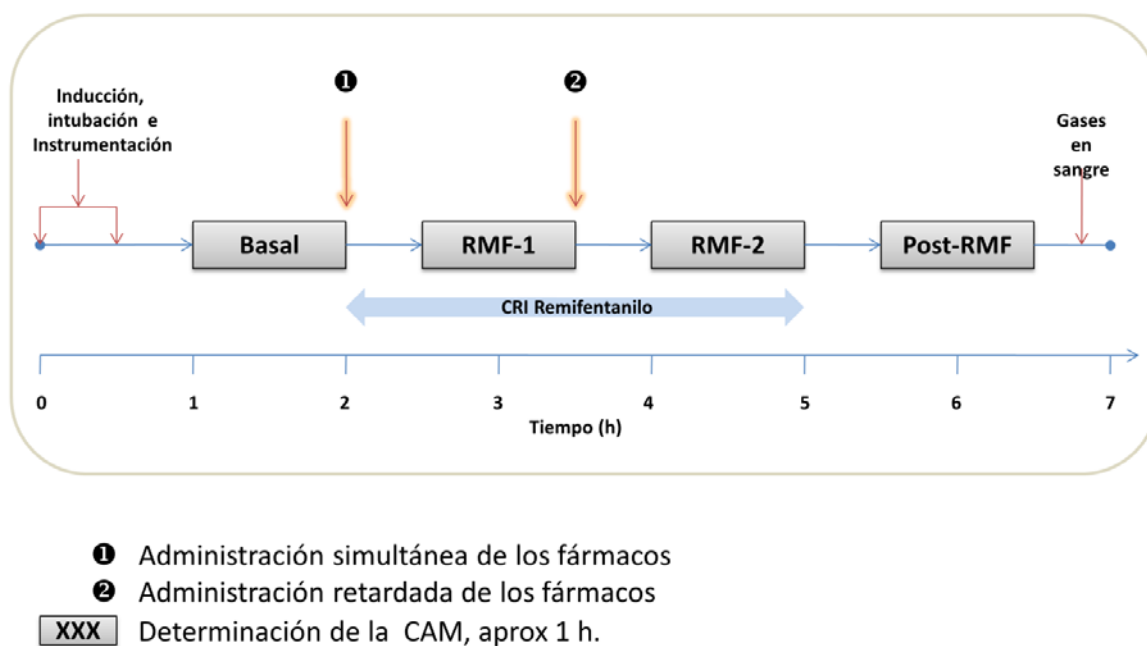 ❶ ❷
Inducción,
intubación e
Instrumentación
Gases
en
sangre
Basal RMF-1 RMF-2 Post-RMF
CRI Remifentanilo
0 1 2 3 4 5 6 7
Tiempo (h)
❶ Administración simultánea de los fármacos
❷ Administración retardada de los fármacos
XXX Determinación de la CAM, aprox 1 h.